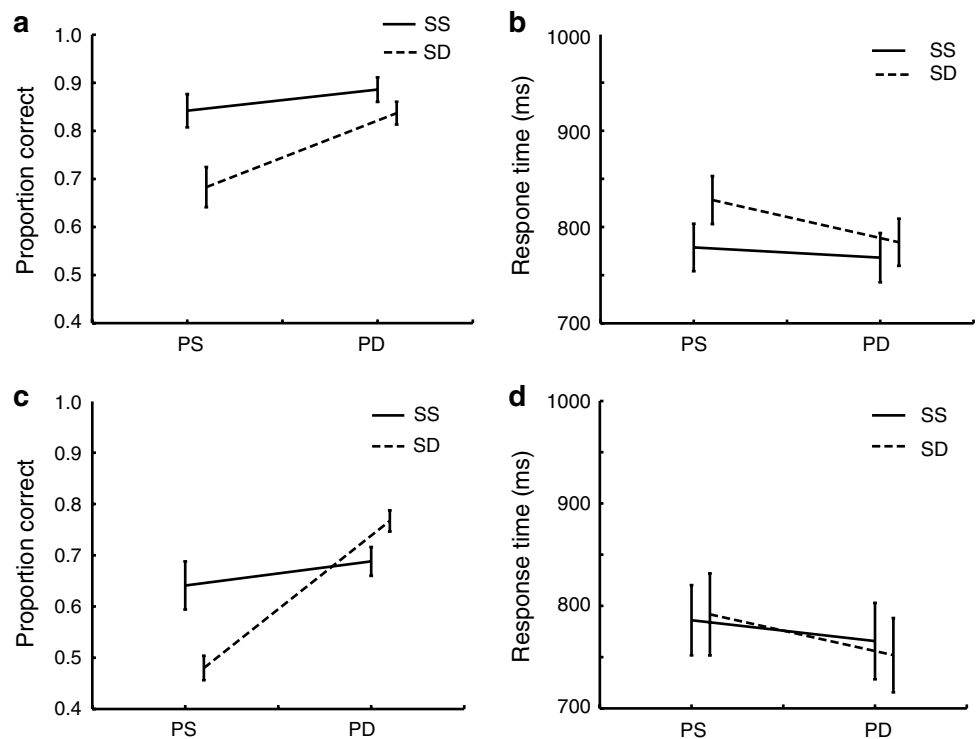 a
SS
SD
1.0
0.9
0.8
0.7
0.6
0.5
0.4
Proportion correct
PS
PD
b
SS
SD
1000
900
800
700
Respone time (ms)
PS
PD
c
SS
SD
1.0
0.9
0.8
0.7
0.6
0.5
0.4
Proportion correct
PS
PD
d
SS
SD
1000
900
800
700
Response time (ms)
PS
PD